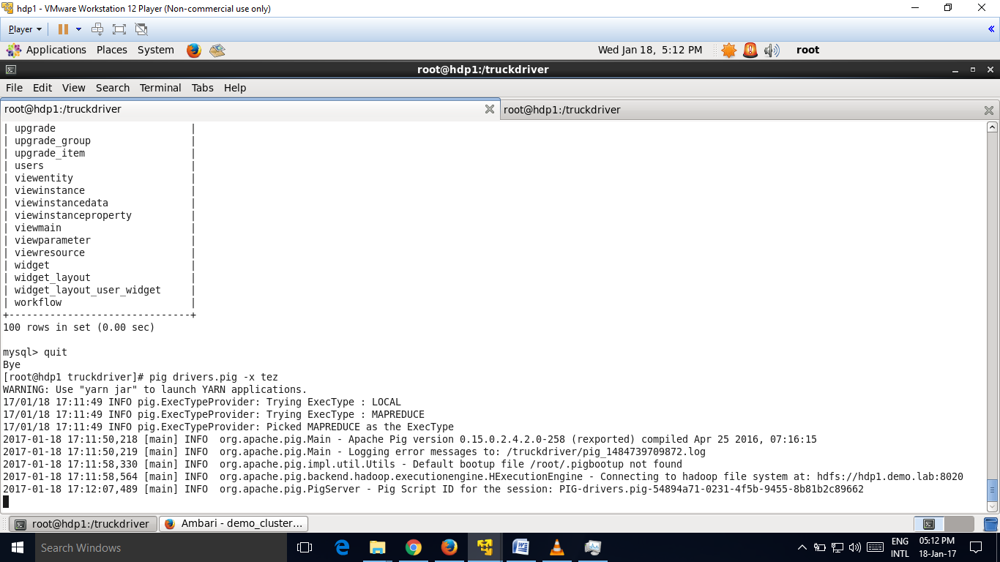 hdp1 - VMware Workstation 12 Player (Non-commercial use only)
Player
Applications Places System Wed Jan 18, 5:12 PM root
root@hdp1:/truckdriver
File Edit View Search Terminal Tabs Help
root@hdp1:/truckdriver root@hdp1:/truckdriver
| upgrade |
| upgrade_group |
| upgrade_item |
| users |
| viewentity |
| viewinstance |
| viewinstancedata |
| viewinstanceproperty |
| viewmain |
| viewparameter |
| viewresource |
| widget |
| widget_layout |
| widget_layout_user_widget |
| workflow |
+-------------------------------+
100 rows in set (0.00 sec)
mysql> quit
Bye
[root@hdp1 truckdriver]# pig drivers.pig -x tez
WARNING: Use "yarn jar" to launch YARN applications.
17/01/18 17:11:49 INFO pig.ExecTypeProvider: Trying ExecType : LOCAL
17/01/18 17:11:49 INFO pig.ExecTypeProvider: Trying ExecType : MAPREDUCE
17/01/18 17:11:49 INFO pig.ExecTypeProvider: Picked MAPREDUCE as the ExecType
2017-01-18 17:11:50,218 [main] INFO  org.apache.pig.Main - Apache Pig version 0.15.0.2.4.2.0-258 (rexported) compiled Apr 25 2016, 07:16:15
2017-01-18 17:11:50,219 [main] INFO  org.apache.pig.Main - Logging error messages to: /truckdriver/pig_1484739709872.log
2017-01-18 17:11:58,330 [main] INFO  org.apache.pig.impl.util.Utils - Default bootup file /root/.pigbootup not found
2017-01-18 17:11:58,564 [main] INFO  org.apache.pig.backend.hadoop.executionengine.HExecutionEngine - Connecting to hadoop file system at: hdfs://hdp1.demo.lab:8020
2017-01-18 17:12:07,489 [main] INFO  org.apache.pig.PigServer - Pig Script ID for the session: PIG-drivers.pig-54894a71-0231-4f5b-9455-8b81b2c89662
root@hdp1:/truckdriver Ambari - demo_cluster...
Search Windows ENG 05:12 PM
INTL 18-Jan-17